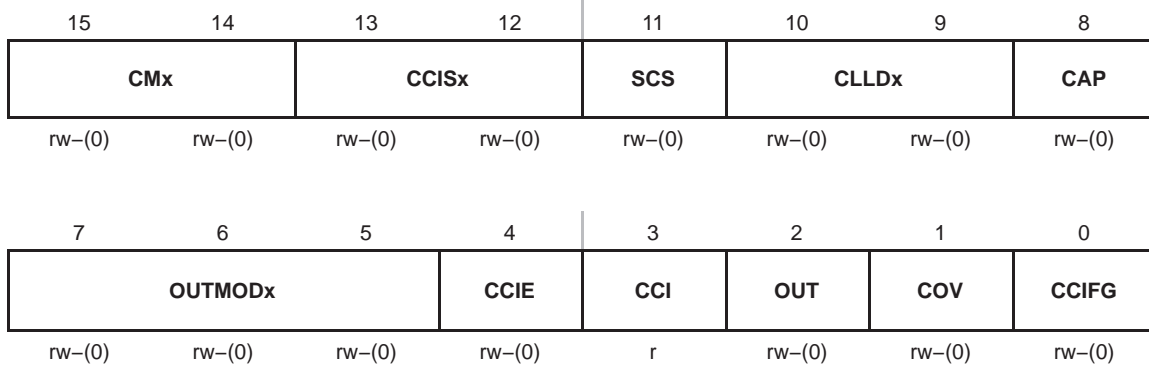 15 14 13 12 11 10 9 8
CMx CCISx SCS CLLDx CAP
rw−(0) rw−(0) rw−(0) rw−(0) rw−(0) rw−(0) rw−(0) rw−(0)
7 6 5 4 3 2 1 0
OUTMODx CCIE CCI OUT COV CCIFG
rw−(0) rw−(0) rw−(0) rw−(0) r rw−(0) rw−(0) rw−(0)